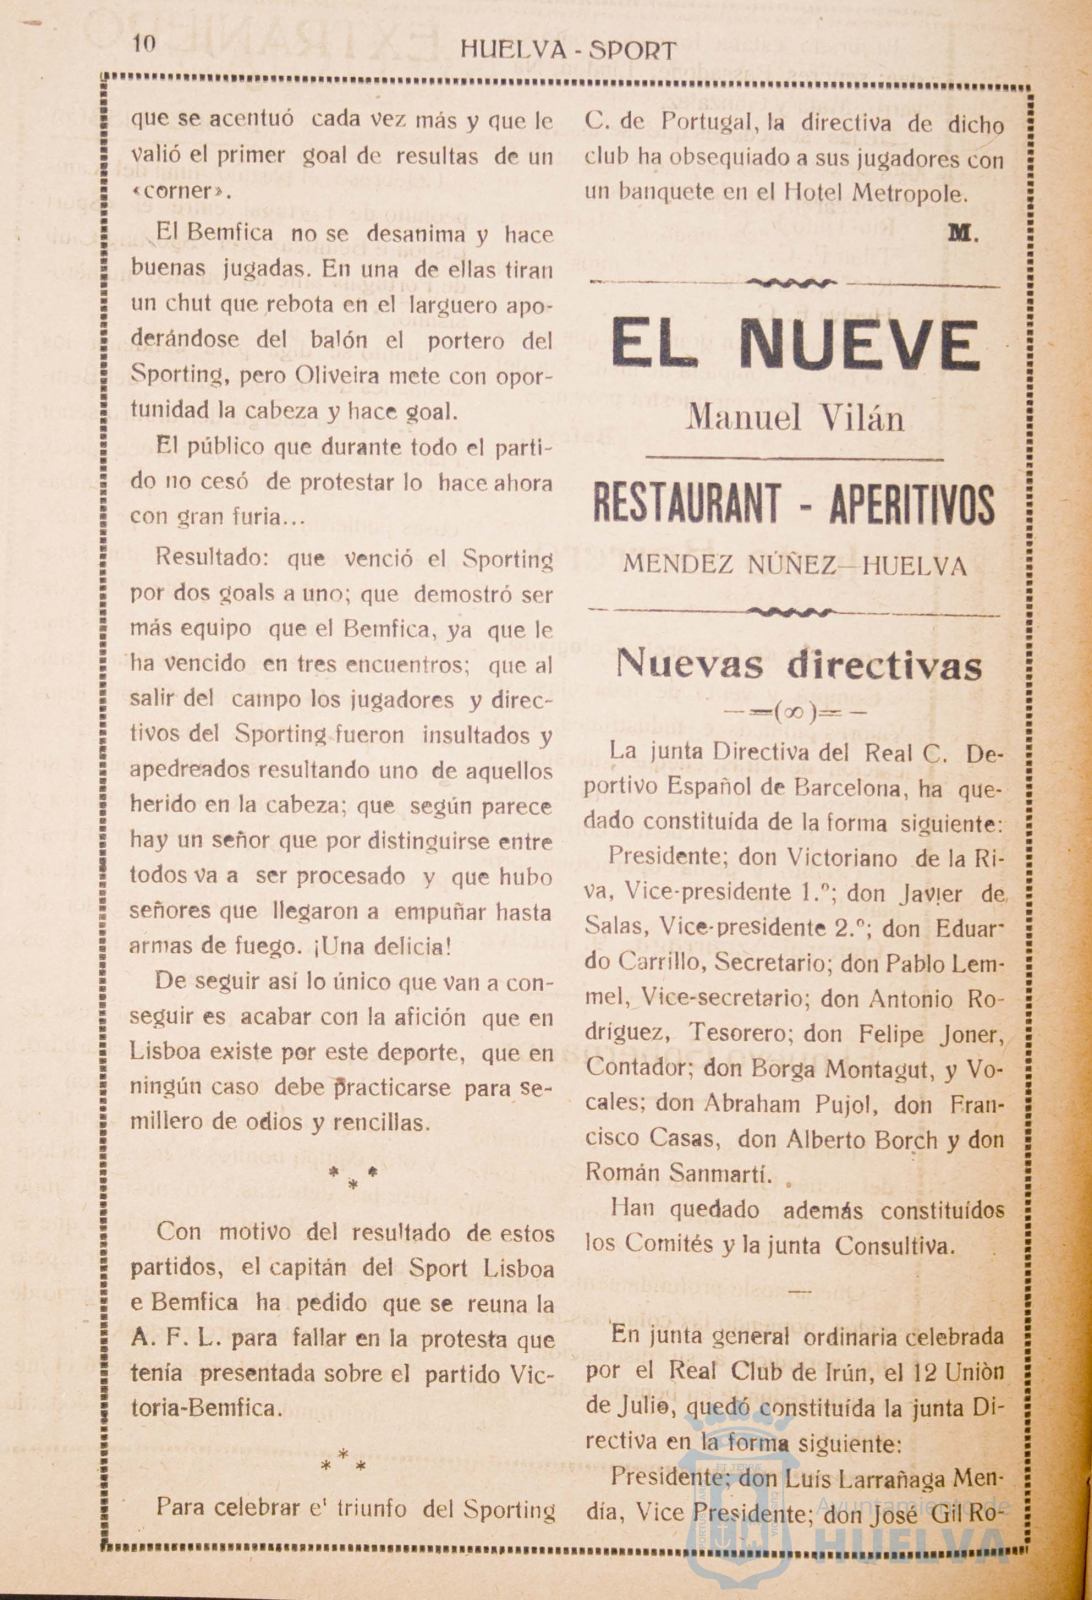 10
HUELVA - SPORT
que se acentuó cada vez más y que le
valió el primer goal de resultas de un
«corner».
El Bemfica no se desanima y hace
buenas jugadas. En una de ellas tiran
un chut que rebota en el larguero apo-
derándose del balón el portero del
Sporting, pero Oliveira mete con opor-
tunidad la cabeza y hace goal.
El público que durante todo el parti-
do no cesó de protestar lo hace ahora
con gran furia...
Resultado: que venció el Sporting
por dos goals a uno; que demostró ser
más equipo que el Bemfica, ya que le
ha vencido en tres encuentros; que al
salir del campo los jugadores y direc-
tivos del Sporting fueron insultados y
apedreados resultando uno de aquellos
herido en la cabeza; que según parece
hay un señor que por distinguirse entre
todos va a ser procesado y que hubo
señores que llegaron a empuñar hasta
armas de fuego. ¡Una delicia!
De seguir así lo único que van a con-
seguir es acabar con la afición que en
Lisboa existe por este deporte, que en
ningún caso debe practicarse para se-
millero de odios y rencillas.
* * *
Con motivo del resultado de estos
partidos, el capitán del Sport Lisboa
e Bemfica ha pedido que se reuna la
A. F. L. para fallar en la protesta que
tenía presentada sobre el partido Vic-
toria-Bemfica.
* * *
Para celebrar el triunfo del Sporting
C. de Portugal, la directiva de dicho
club ha obsequiado a sus jugadores con
un banquete en el Hotel Metropole.
M.
EL NUEVE
Manuel Vilán
RESTAURANT - APERITIVOS
MENDEZ NÚÑEZ—HUELVA
Nuevas directivas
—=(∞)=—
La junta Directiva del Real C. De-
portivo Español de Barcelona, ha que-
dado constituída de la forma siguiente:
Presidente; don Victoriano de la Ri-
va, Vice-presidente 1.º; don Javier de
Salas, Vice-presidente 2.º; don Eduar-
do Carrillo, Secretario; don Pablo Lem-
mel, Vice-secretario; don Antonio Ro-
dríguez, Tesorero; don Felipe Joner,
Contador; don Borga Montagut, y Vo-
cales; don Abraham Pujol, don Fran-
cisco Casas, don Alberto Borch y don
Román Sanmartí.
Han quedado además constituídos
los Comités y la junta Consultiva.
—
En junta general ordinaria celebrada
por el Real Club de Irún, el 12 Uniòn
de Julio, quedó constituída la junta Di-
rectiva en la forma siguiente:
Presidente; don Luís Larrañaga Men-
día, Vice Presidente; don José Gil Ro-
Ayuntamiento de
HUELVA